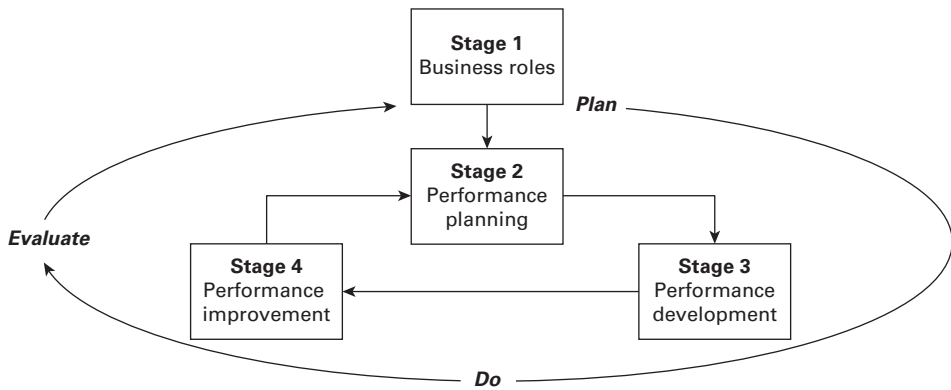 Stage 1
Business roles
Plan
Stage 2
Performance
planning
Evaluate
Stage 4
Performance
improvement
Stage 3
Performance
development
Do